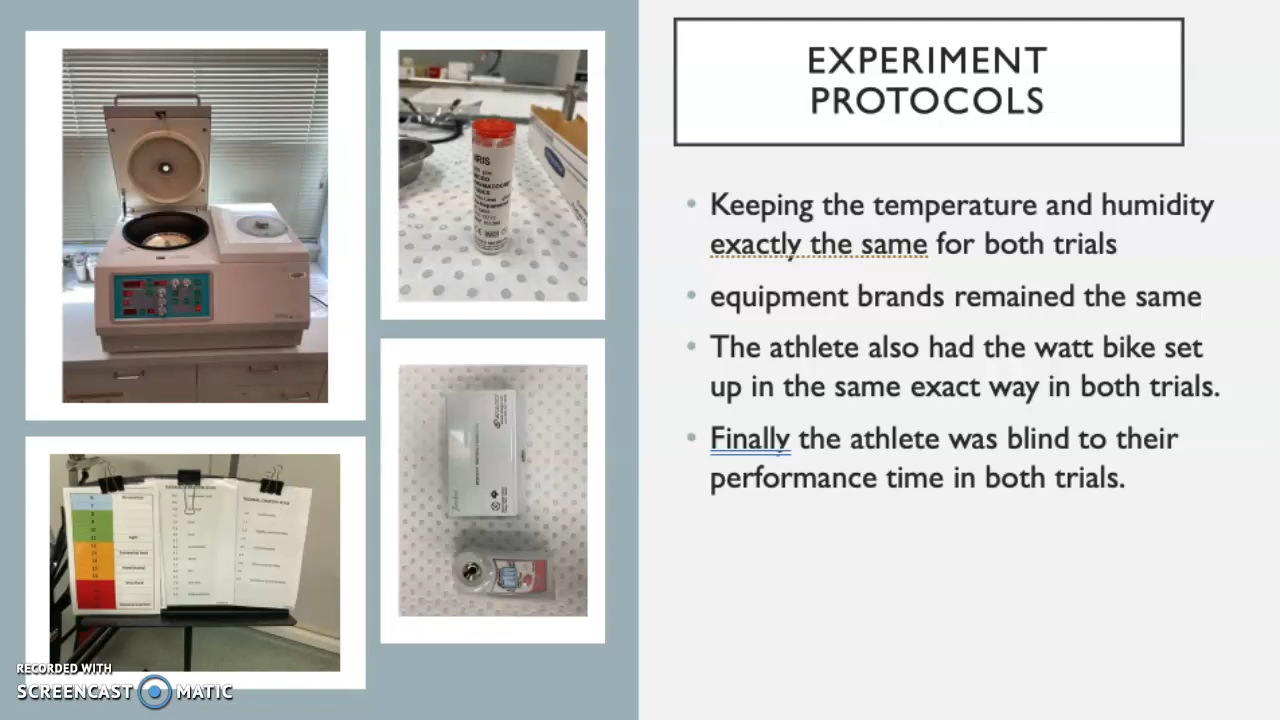 EXPERIMENT
PROTOCOLS
• Keeping the temperature and humidity
exactly the same for both trials
• equipment brands remained the same
• The athlete also had the watt bike set
up in the same exact way in both trials.
• Finally the athlete was blind to their
performance time in both trials.
RECORDED WITH
SCREENCAST MATIC